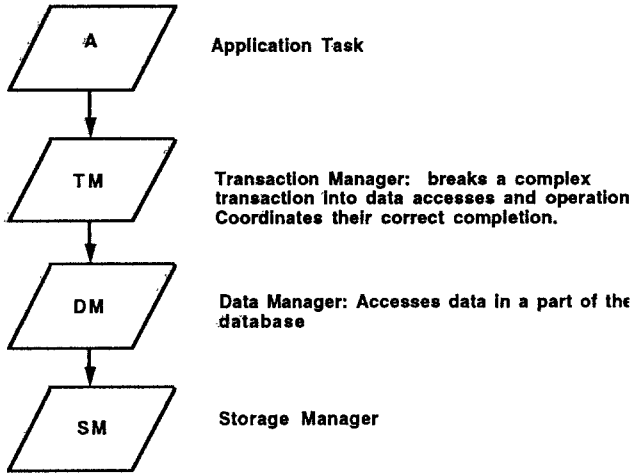 A
Application Task
TM
Transaction Manager: breaks a complex
transaction into data accesses and operation
Coordinates their correct completion.
DM
Data Manager: Accesses data in a part of the
database
SM
Storage Manager